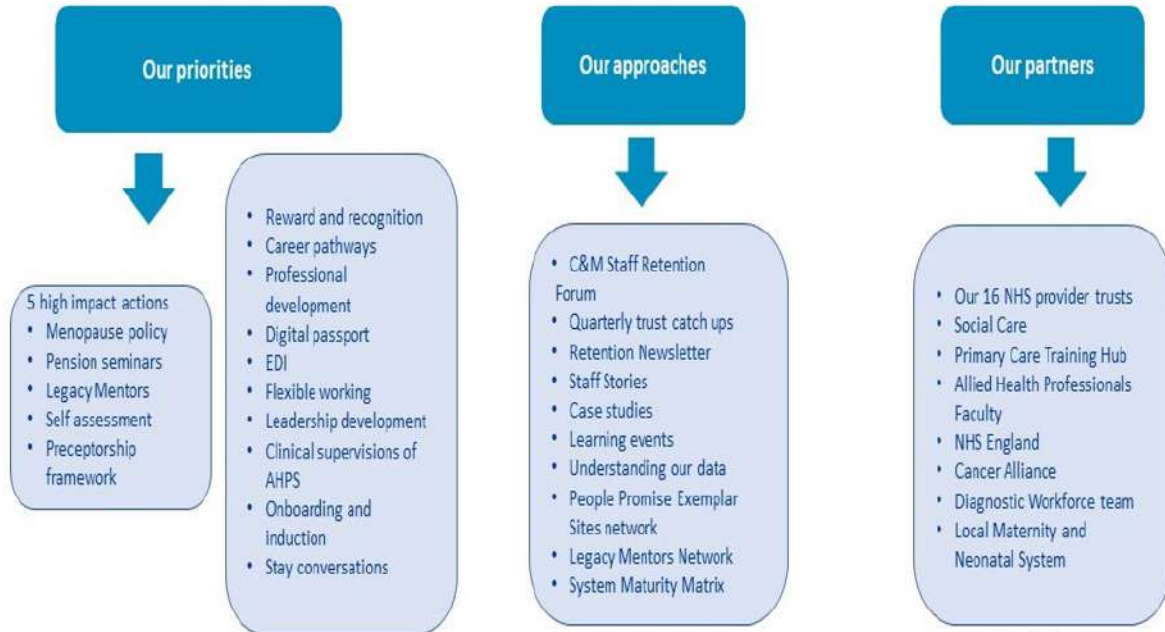 Our priorities
5 high impact actions
• Menopause policy
• Pension seminars
• Legacy Mentors
• Self assessment
• Preceptorship
framework
• Reward and recognition
• Career pathways
• Professional
development
• Digital passport
• EDI
• Flexible working
• Leadership development
• Clinical supervisions of
AHPS
• Onboarding and
induction
• Stay conversations
Our approaches
• C&M Staff Retention
Forum
• Quarterly trust catch ups
• Retention Newsletter
• Staff Stories
• Case studies
• Learning events
• Understanding our data
• People Promise Exemplar
Sites network
• Legacy Mentors Network
• System Maturity Matrix
Our partners
• Our 16 NHS provider trusts
• Social Care
• Primary Care Training Hub
• Allied Health Professionals
Faculty
• NHS England
• Cancer Alliance
• Diagnostic Workforce team
• Local Maternity and
Neonatal System